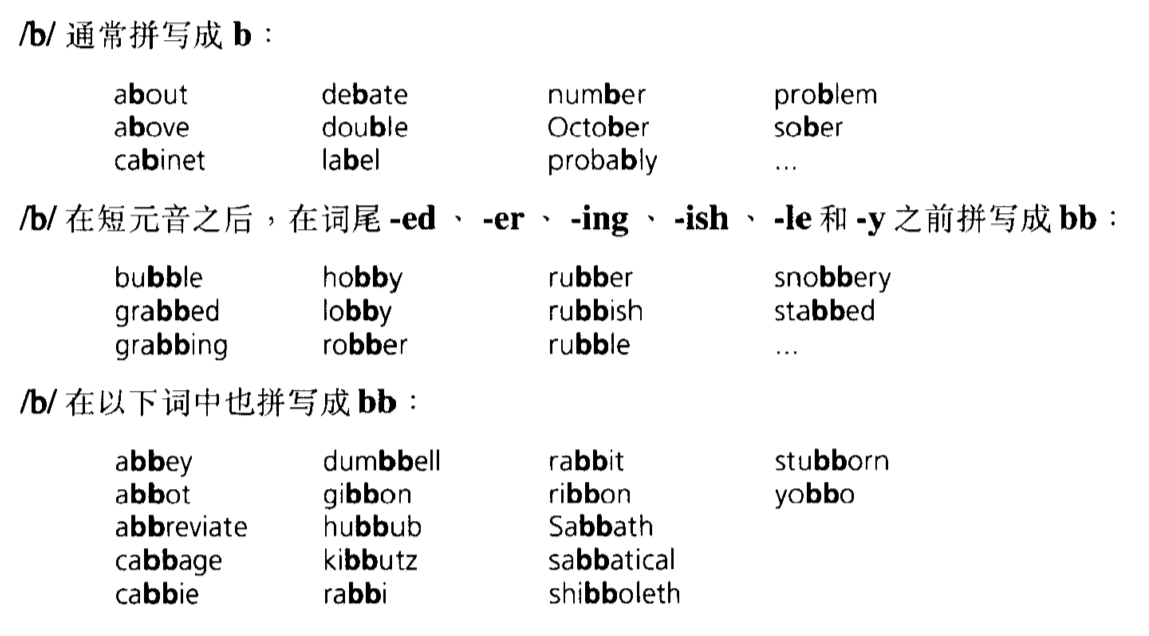 /b/ 通常拼写成 b：
about debate number problem
above double October sober
cabinet label probably ...
/b/ 在短元音之后，在词尾 -ed、-er、-ing、-ish、-le 和 -y 之前拼写成 bb：
bubble hobby rubber snobbery
grabbed lobby rubbish stabbed
grabbing robber rubble ...
/b/ 在以下词中也拼写成 bb：
abbey dumbbell rabbit stubborn
abbot gibbon ribbon yobbo
abbreviate hubbub Sabbath
cabbage kibbutz sabbatical
cabbie rabbi shibboleth